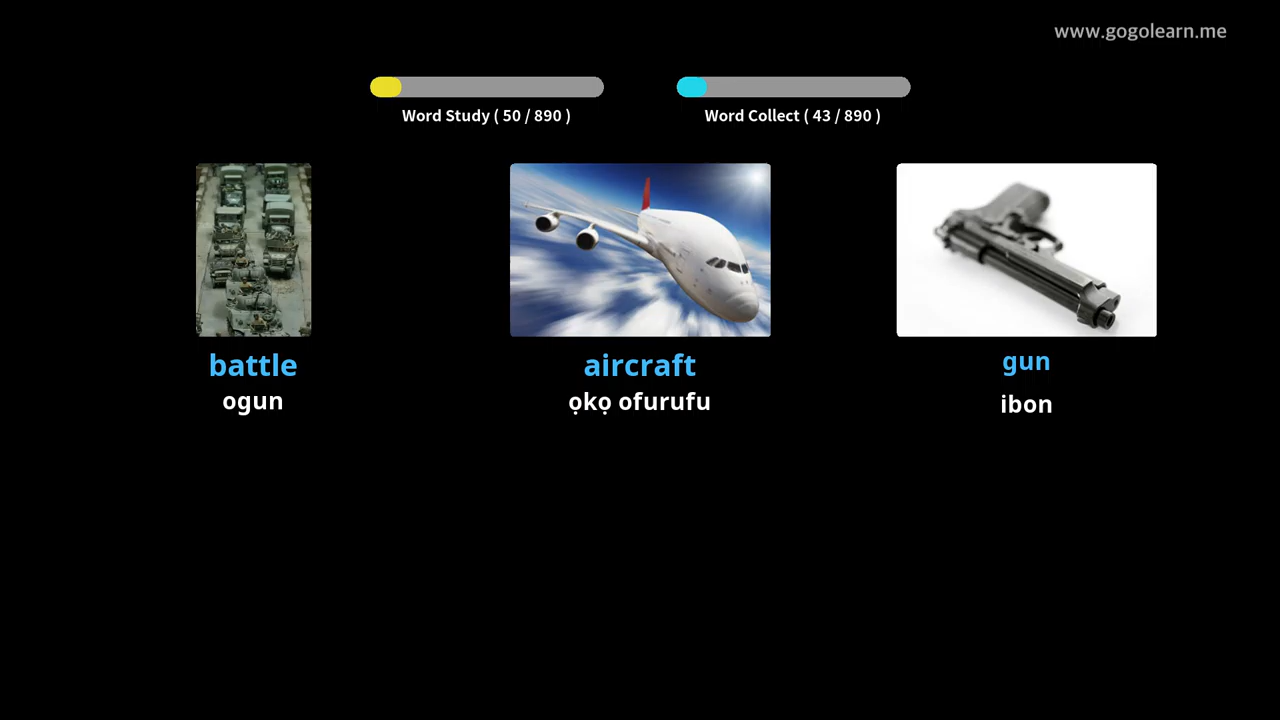 www.gogolearn.me
Word Study ( 50 / 890 )
Word Collect ( 43 / 890 )
battle
ogun
aircraft
ọkọ ofurufu
gun
ibon